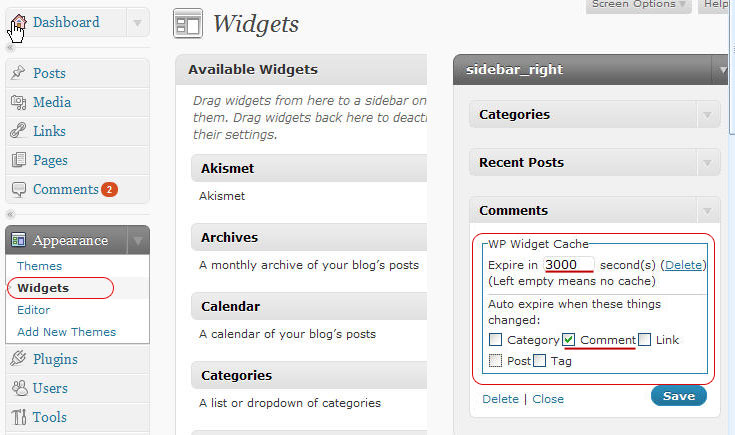 Dashboard
Posts
Media
Links
Pages
Comments 2
Appearance
Themes
Widgets
Editor
Add New Themes
Plugins
Users
Tools
Widgets
Available Widgets
Drag widgets from here to a sidebar on
them. Drag widgets back here to deacti
their settings.
Akismet
Akismet
Archives
A monthly archive of your blog's posts
Calendar
A calendar of your blog's posts
Categories
A list or dropdown of categories
Screen Options
Help
sidebar_right
Categories
Recent Posts
Comments
WP Widget Cache
Expire in 3000 second(s) (Delete)
(Left empty means no cache)
Auto expire when these things
changed:
Category Comment Link
Post Tag
Delete | Close Save